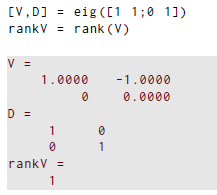 [V,D] = eig([1 1;0 1])
rankV = rank(V)
V =
1.0000 -1.0000
0 0.0000
D =
1 0
0 1
rankV =
1